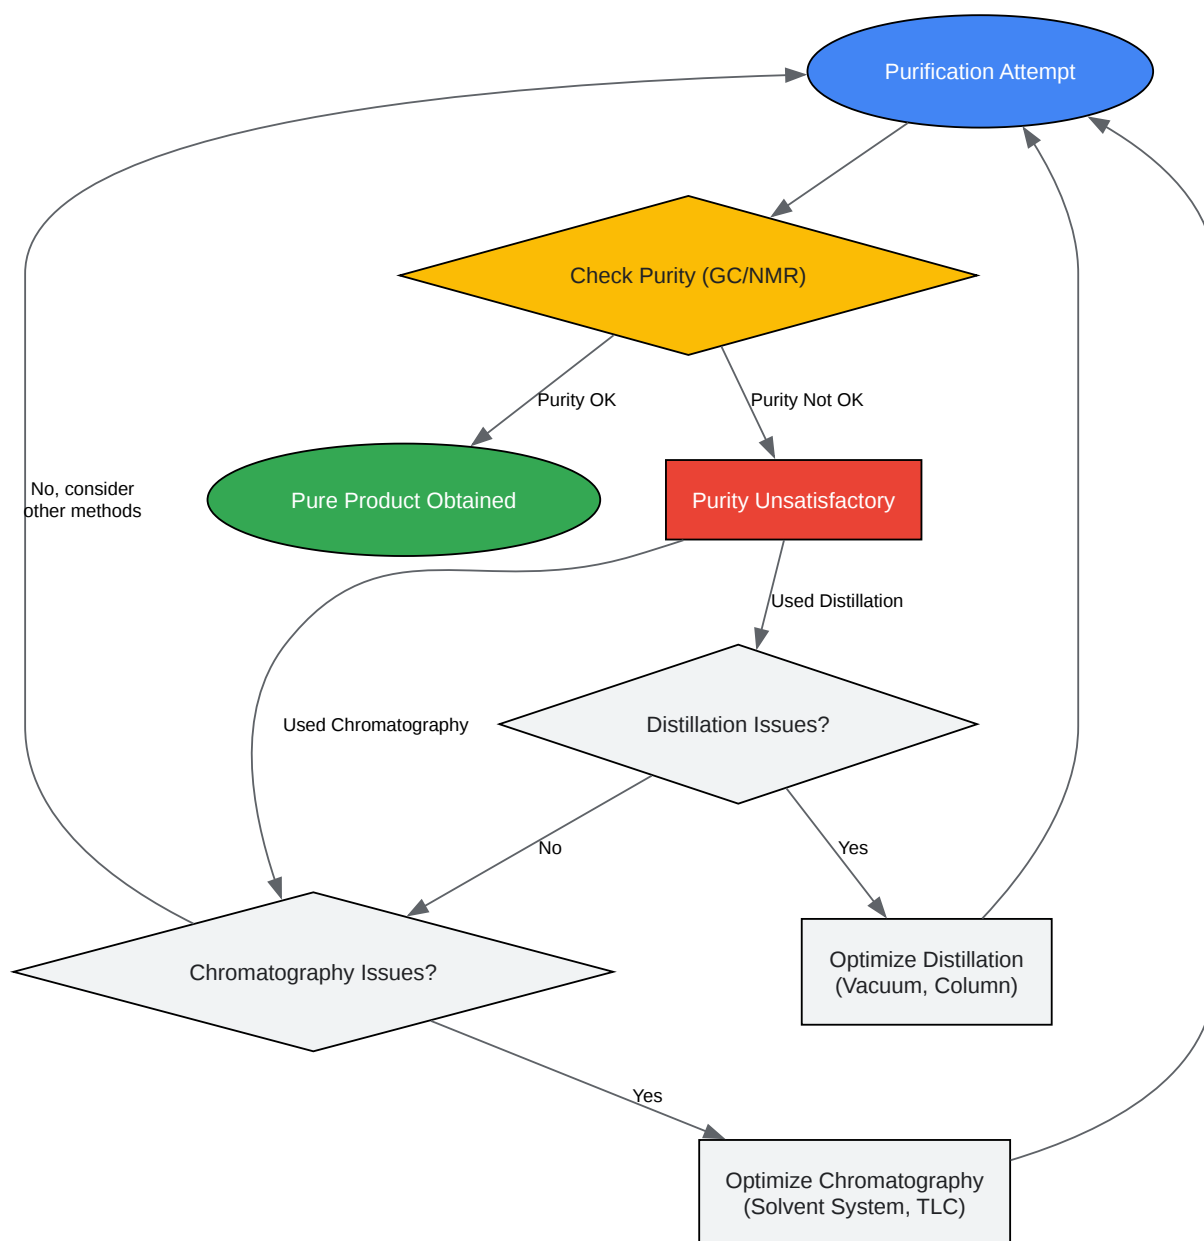 Purification Attempt
Check Purity (GC/NMR)
Purity OK
Purity Not OK
No, consider
other methods
Pure Product Obtained
Purity Unsatisfactory
Used Distillation
Used Chromatography
Distillation Issues?
No
Yes
Chromatography Issues?
Optimize Distillation
(Vacuum, Column)
Yes
Optimize Chromatography
(Solvent System, TLC)